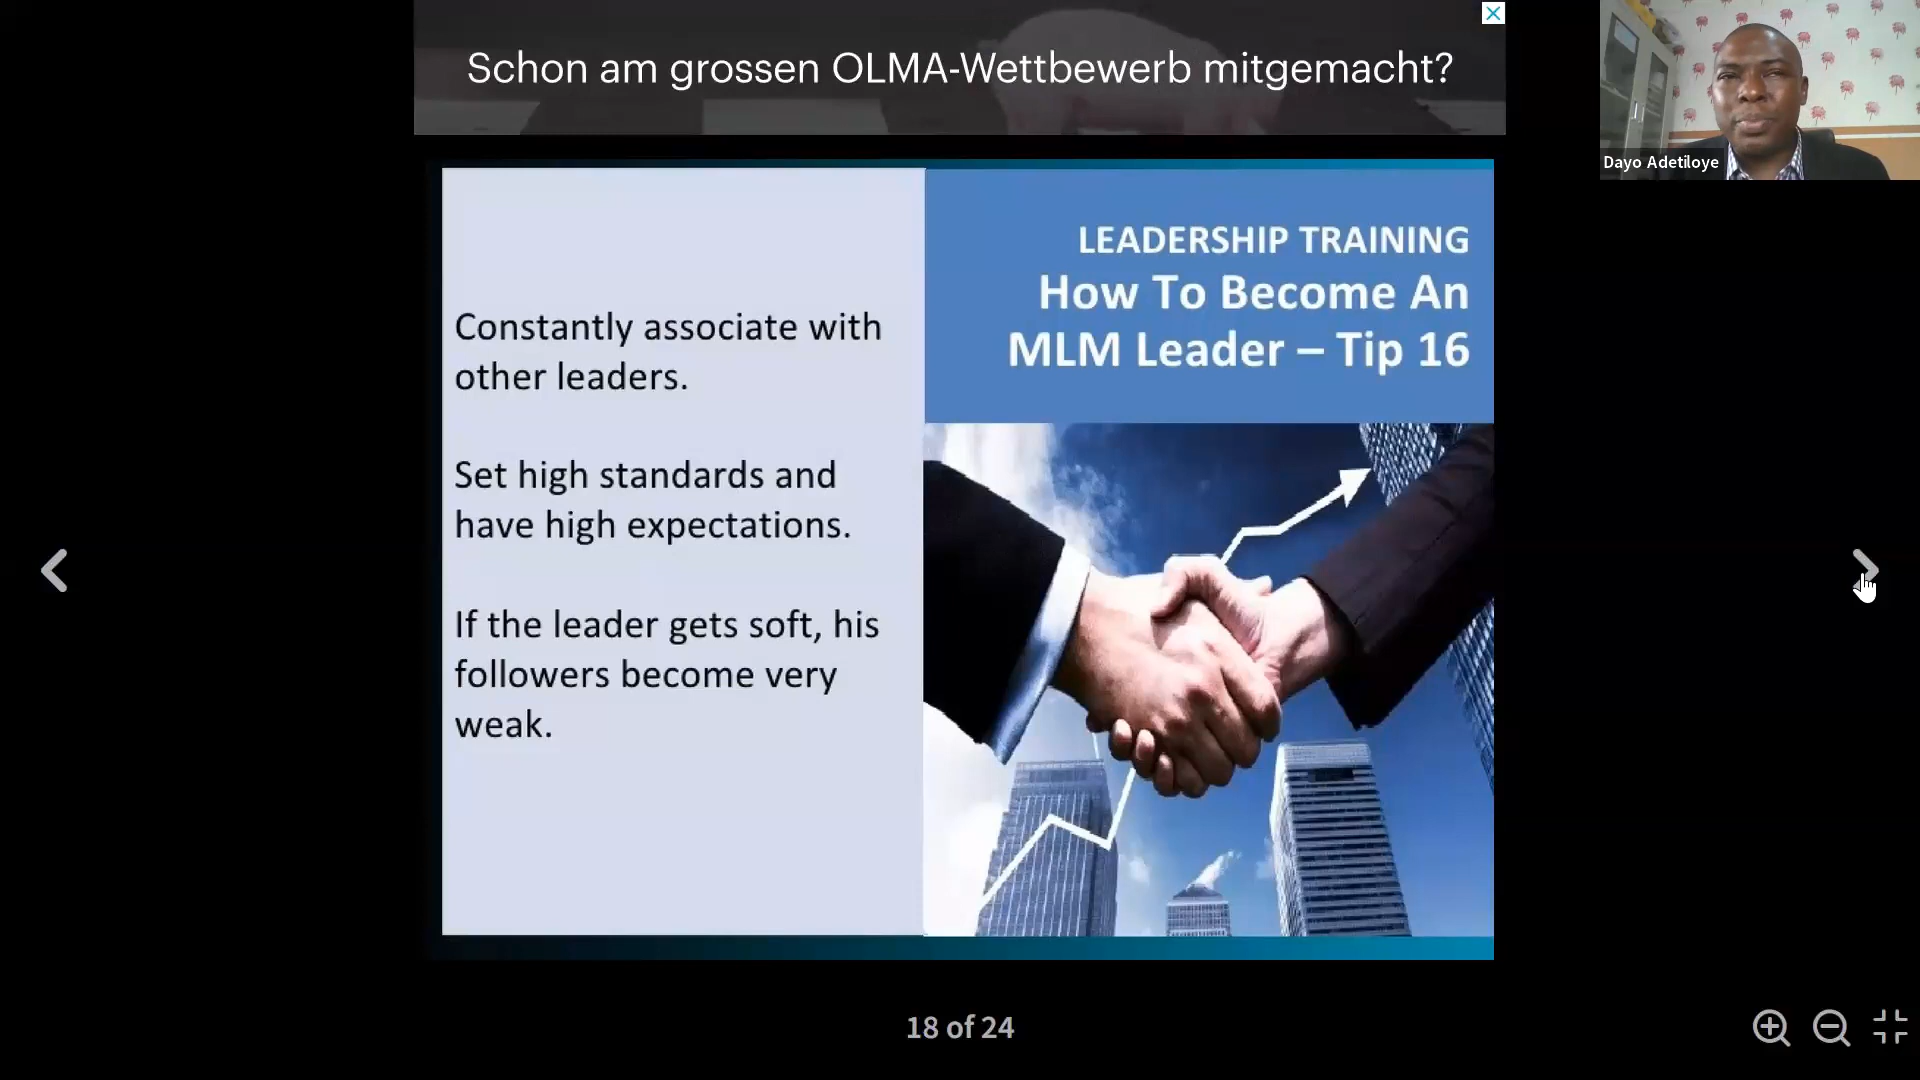 Schon am grossen OLMA-Wettbewerb mitgemacht?
Dayo Adetiloye
LEADERSHIP TRAINING
How To Become An
MLM Leader – Tip 16
Constantly associate with
other leaders.
Set high standards and
have high expectations.
If the leader gets soft, his
followers become very
weak.
18 of 24